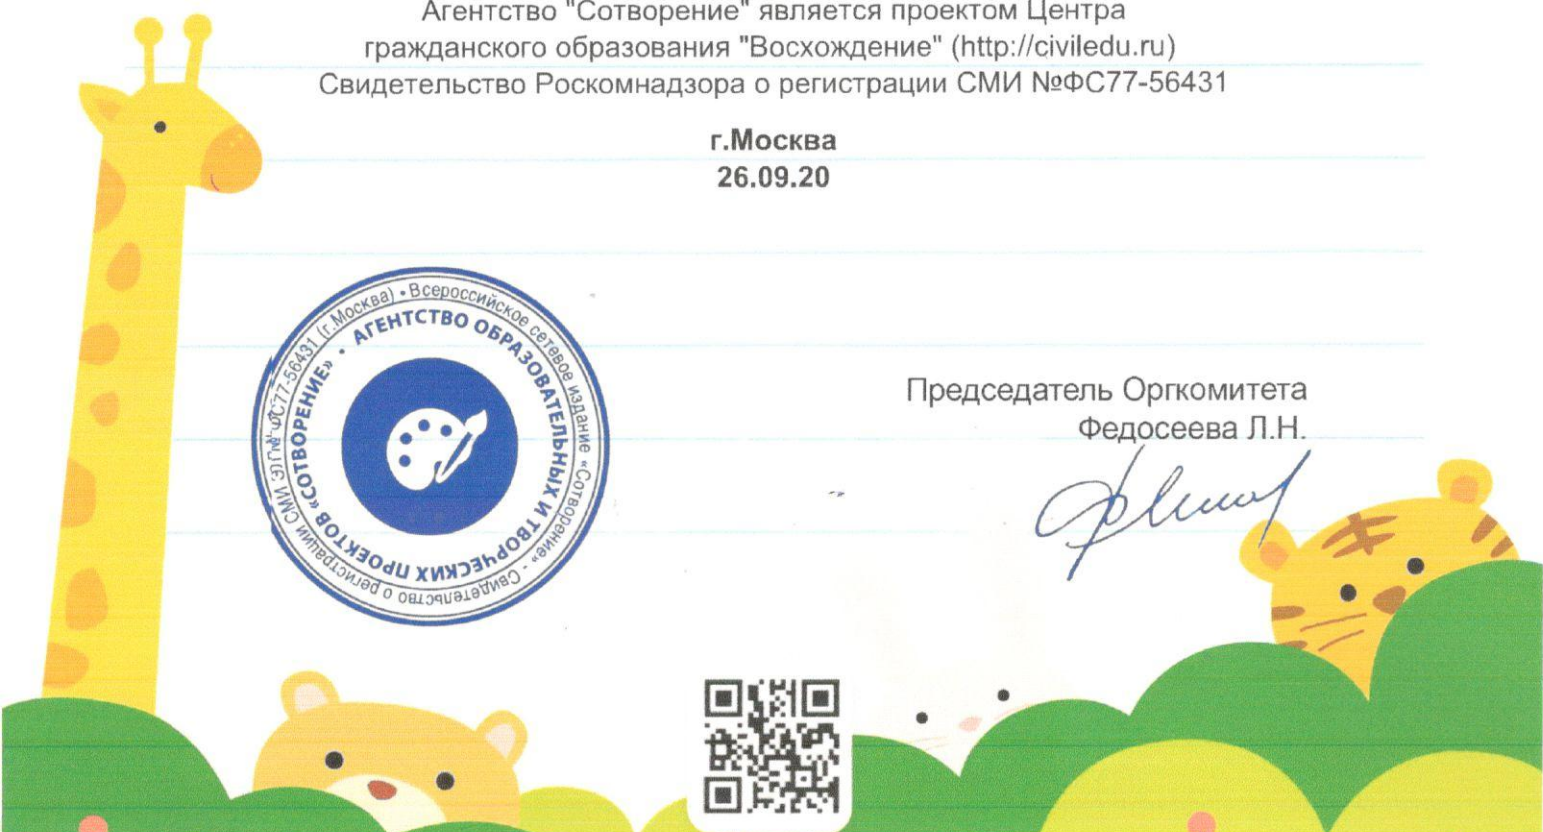 Агентство "Сотворение" является проектом Центра
гражданского образования "Восхождение" (http://civiledu.ru)
Свидетельство Роскомнадзора о регистрации СМИ №ФС77-56431
г.Москва
26.09.20
Всероссийское сетевое издание «Сотворение» - Свидетельство о регистрации СМИ ЭЛ№ ФС77-56431 (г.Москва) •
АГЕНТСТВО ОБРАЗОВАТЕЛЬНЫХ И ТВОРЧЕСКИХ ПРОЕКТОВ «СОТВОРЕНИЕ» •
Председатель Оргкомитета
Федосеева Л.Н.